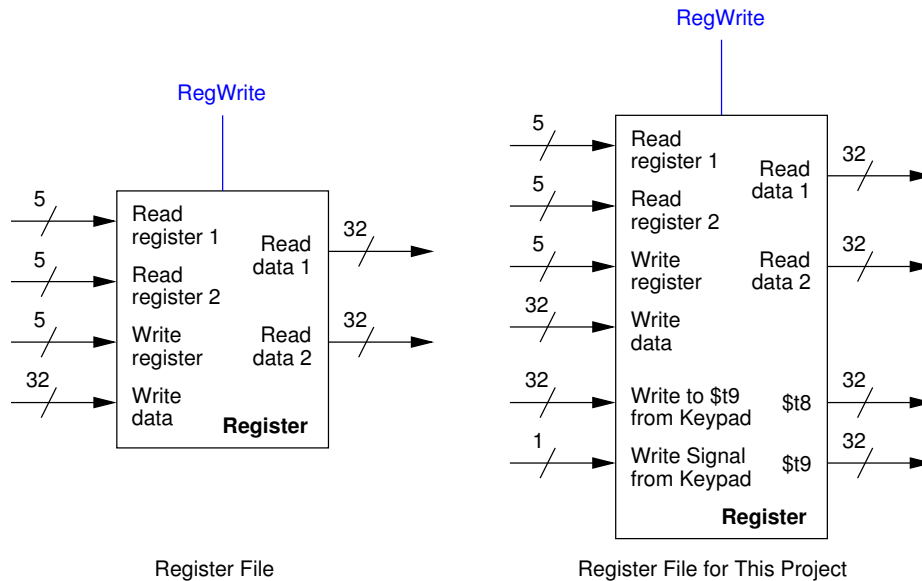 RegWrite
5
Read
register 1
5
Read
register 2
5
Write
register
32
Write
data
Read
data 1
32
Read
data 2
32
Register
Register File
RegWrite
5
Read
register 1
5
Read
register 2
5
Write
register
32
Write
data
32
Write to $t9
from Keypad
1
Write Signal
from Keypad
Read
data 1
32
Read
data 2
32
$t8
32
$t9
32
Register
Register File for This Project